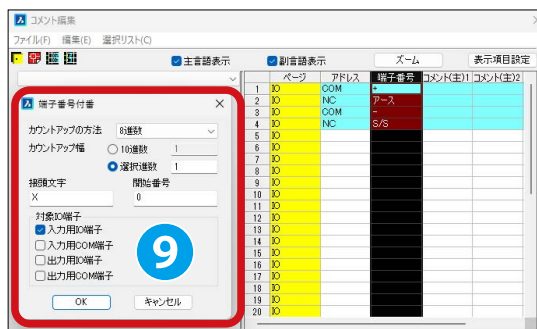 コメント編集
ファイル(F) 編集(E) 選択リスト(C)
主言語表示 副言語表示 ズーム 表示項目設定
ページ アドレス 端子番号 コメント(主)1 コメント(主)2
1 IO COM +
2 IO NC アース
3 IO COM -
4 IO NC S/S
5 IO
6 IO
7 IO
8 IO
9 IO
10 IO
11 IO
12 IO
13 IO
14 IO
15 IO
16 IO
17 IO
18 IO
19 IO
20 IO
端子番号付番
カウントアップの方法 8進数
カウントアップ幅 10進数 1
選択進数 1
接頭文字 開始番号
X 0
対象IO端子
入力用IO端子
入力用COM端子
出力用IO端子
出力用COM端子
9
OK キャンセル